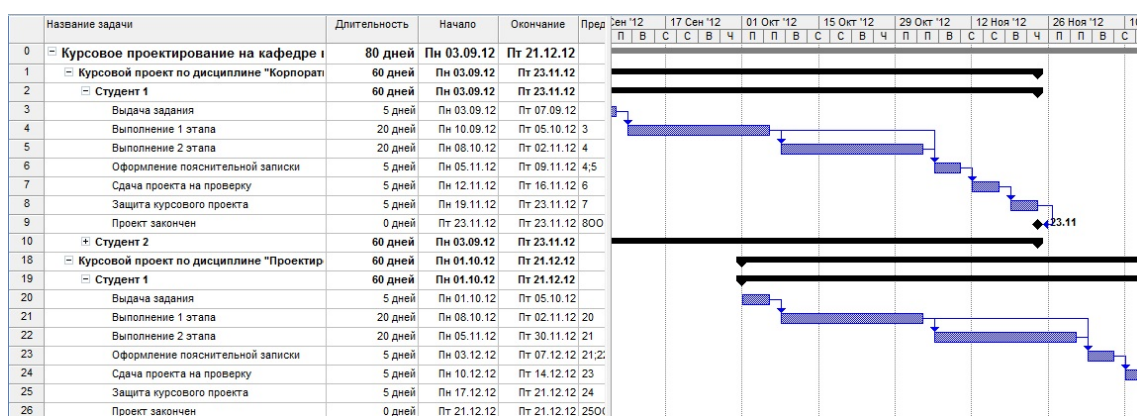 Название задачи Длительность Начало Окончание Пред Сен '12 17 Сен '12 01 Окт '12 15 Окт '12 29 Окт '12 12 Ноя '12 26 Ноя '12 1
П В С С В Ч П П В С С В Ч П П В С
0 Курсовое проектирование на кафедре 80 дней Пн 03.09.12 Пт 21.12.12
1 Курсовой проект по дисциплине "Корпорат 60 дней Пн 03.09.12 Пт 23.11.12
2 Студент 1 60 дней Пн 03.09.12 Пт 23.11.12
3 Выдача задания 5 дней Пн 03.09.12 Пт 07.09.12
4 Выполнение 1 этапа 20 дней Пн 10.09.12 Пт 05.10.12 3
5 Выполнение 2 этапа 20 дней Пн 08.10.12 Пт 02.11.12 4
6 Оформление пояснительной записки 5 дней Пн 05.11.12 Пт 09.11.12 4;5
7 Сдача проекта на проверку 5 дней Пн 12.11.12 Пт 16.11.12 6
8 Защита курсового проекта 5 дней Пн 19.11.12 Пт 23.11.12 7
9 Проект закончен 0 дней Пт 23.11.12 Пт 23.11.12 8ОО 23.11
10 Студент 2 60 дней Пн 03.09.12 Пт 23.11.12
18 Курсовой проект по дисциплине "Проектир 60 дней Пн 01.10.12 Пт 21.12.12
19 Студент 1 60 дней Пн 01.10.12 Пт 21.12.12
20 Выдача задания 5 дней Пн 01.10.12 Пт 05.10.12
21 Выполнение 1 этапа 20 дней Пн 08.10.12 Пт 02.11.12 20
22 Выполнение 2 этапа 20 дней Пн 05.11.12 Пт 30.11.12 21
23 Оформление пояснительной записки 5 дней Пн 03.12.12 Пт 07.12.12 21;22
24 Сдача проекта на проверку 5 дней Пн 10.12.12 Пт 14.12.12 23
25 Защита курсового проекта 5 дней Пн 17.12.12 Пт 21.12.12 24
26 Проект закончен 0 дней Пт 21.12.12 Пт 21.12.12 25ОО